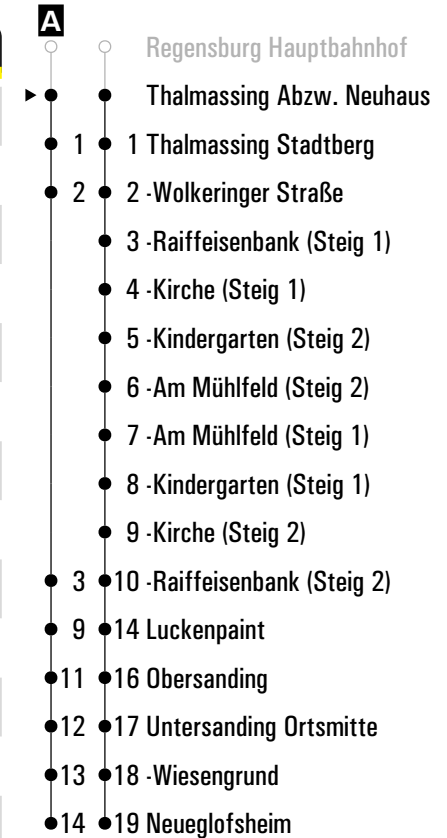 A
Regensburg Hauptbahnhof
Thalmassing Abzw. Neuhaus
1 1 Thalmassing Stadtberg
2 2 -Wolkeringer Straße
3 -Raiffeisenbank (Steig 1)
4 -Kirche (Steig 1)
5 -Kindergarten (Steig 2)
6 -Am Mühlfeld (Steig 2)
7 -Am Mühlfeld (Steig 1)
8 -Kindergarten (Steig 1)
9 -Kirche (Steig 2)
3 10 -Raiffeisenbank (Steig 2)
9 14 Luckenpaint
11 16 Obersanding
12 17 Untersanding Ortsmitte
13 18 -Wiesengrund
14 19 Neueglofsheim